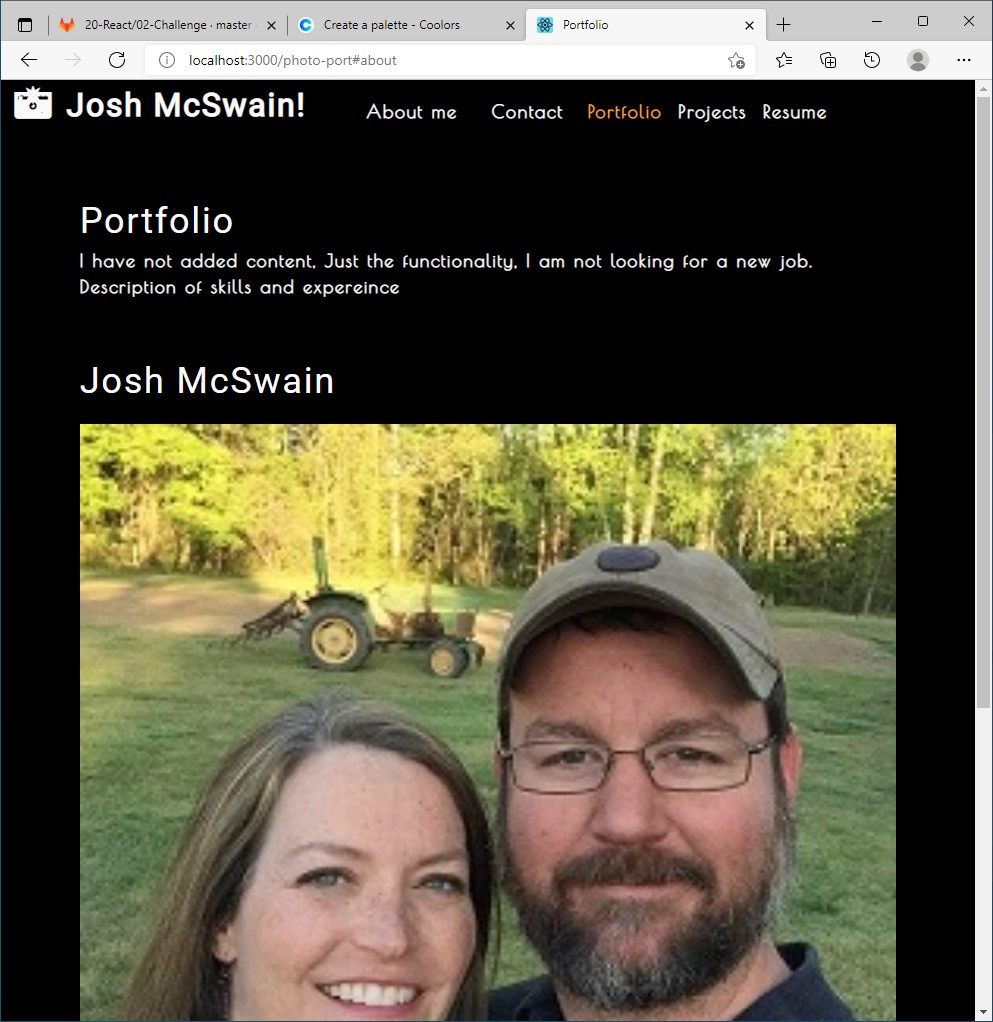 20-React/02-Challenge · master
Create a palette - Coolors
Portfolio
localhost:3000/photo-port#about
Josh McSwain!
About me
Contact
Portfolio
Projects
Resume
Portfolio
I have not added content, Just the functionality, I am not looking for a new job.
Description of skills and expereince
Josh McSwain